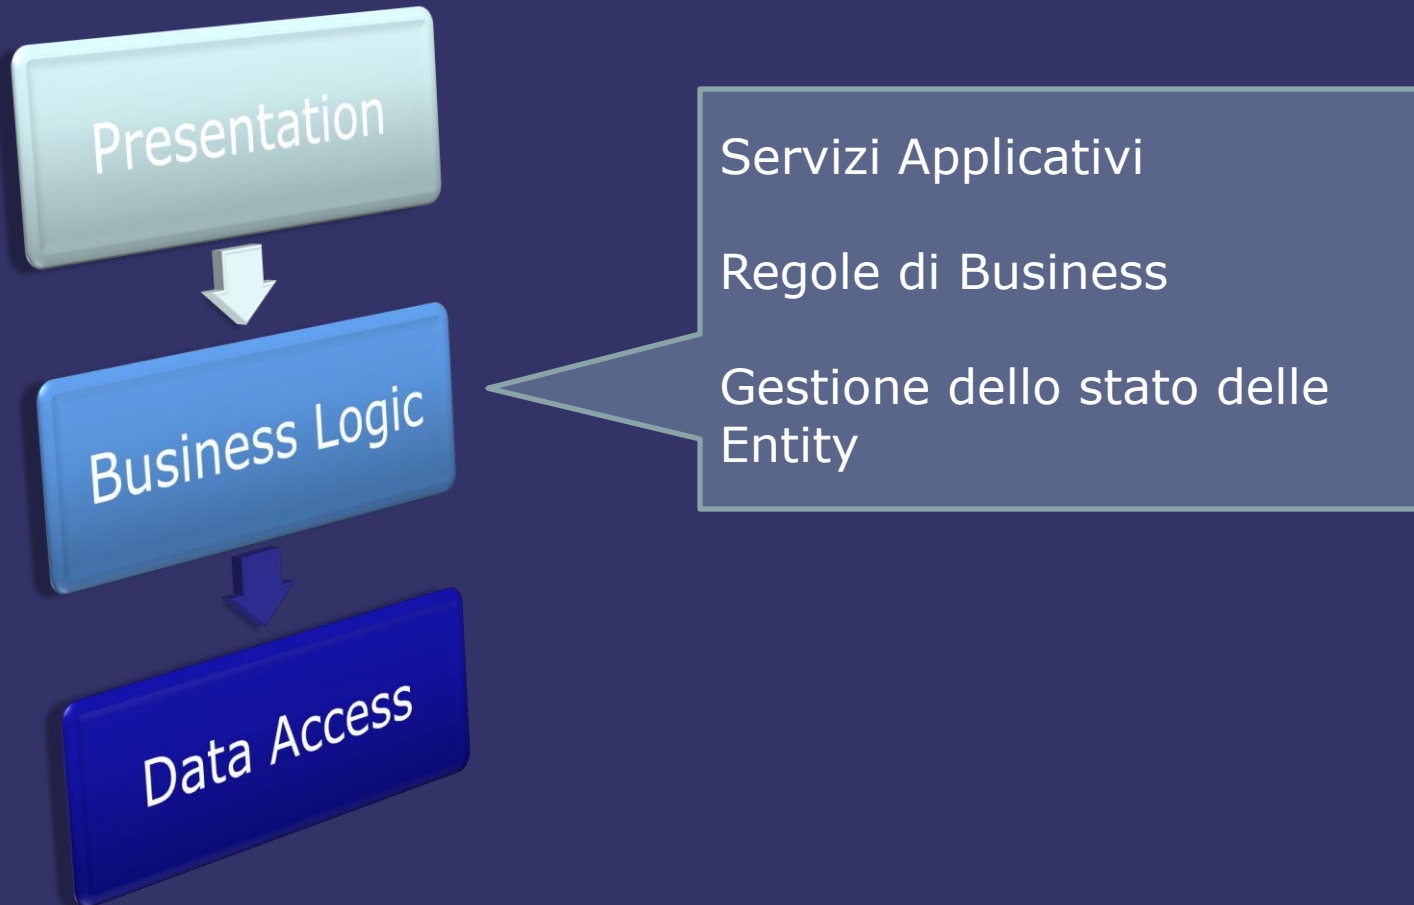 Presentation
Business Logic
Data Access
Servizi Applicativi
Regole di Business
Gestione dello stato delle
Entity